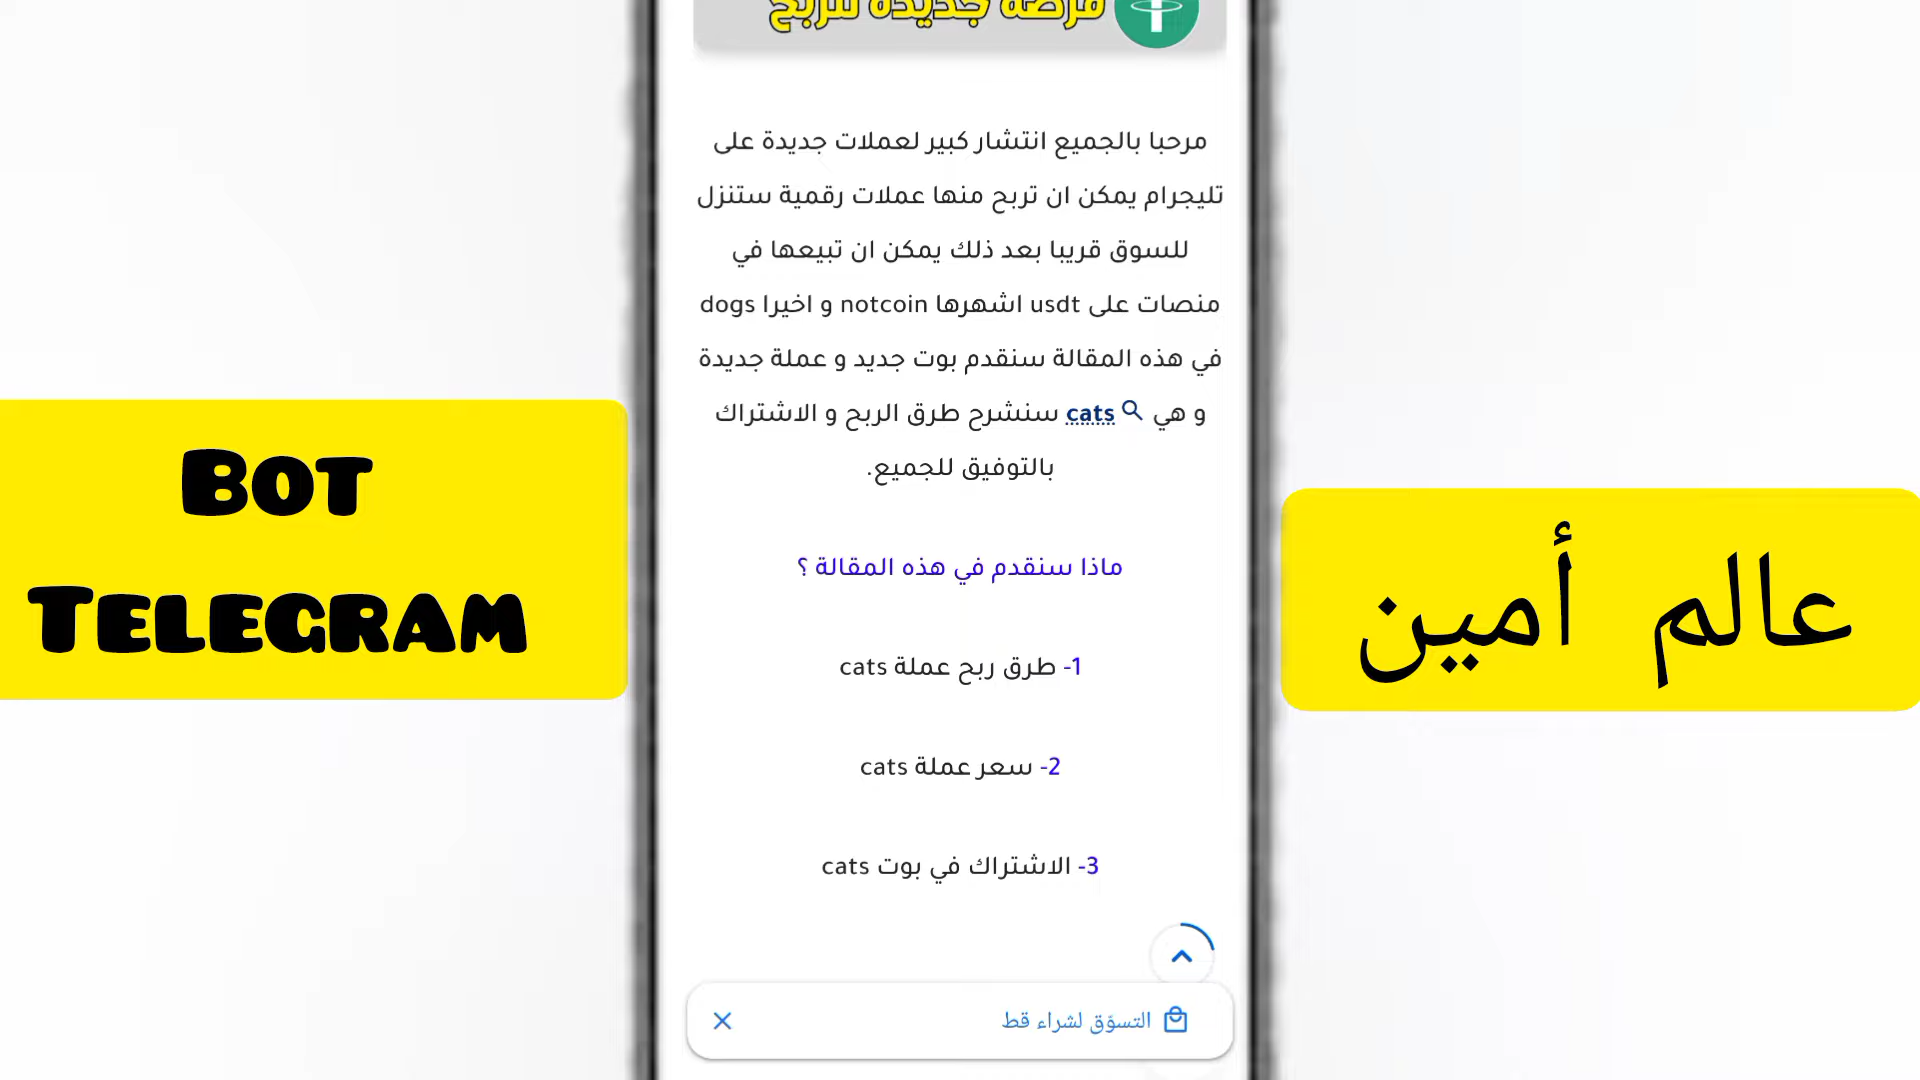 فرصة جديدة للربح
مرحبا بالجميع انتشار كبير لعملات جديدة على
تليجرام يمكن ان تربح منها عملات رقمية ستنزل
للسوق قريبا بعد ذلك يمكن ان تبيعها في
منصات على usdt اشهرها notcoin و اخيرا dogs
في هذه المقالة سنقدم بوت جديد و عملة جديدة
و هي cats سنشرح طرق الربح و الاشتراك
بالتوفيق للجميع.
ماذا سنقدم في هذه المقالة ؟
1- طرق ربح عملة cats
2- سعر عملة cats
3- الاشتراك في بوت cats
التسوّق لشراء قط
BOT
TELEGRAM
عالم أمين